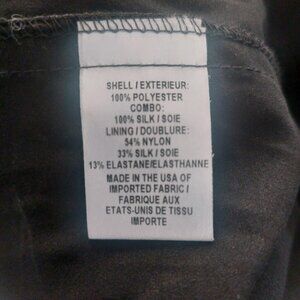 SHELL / EXTERIEUR:
100% POLYESTER
COMBO:
100% SILK / SOIE
LINING / DOUBLURE:
54% NYLON
33% SILK / SOIE
13% ELASTANE/ELASTHANNE
MADE IN THE USA OF
IMPORTED FABRIC /
FABRIQUE AUX
ETATS-UNIS DE TISSU
IMPORTE